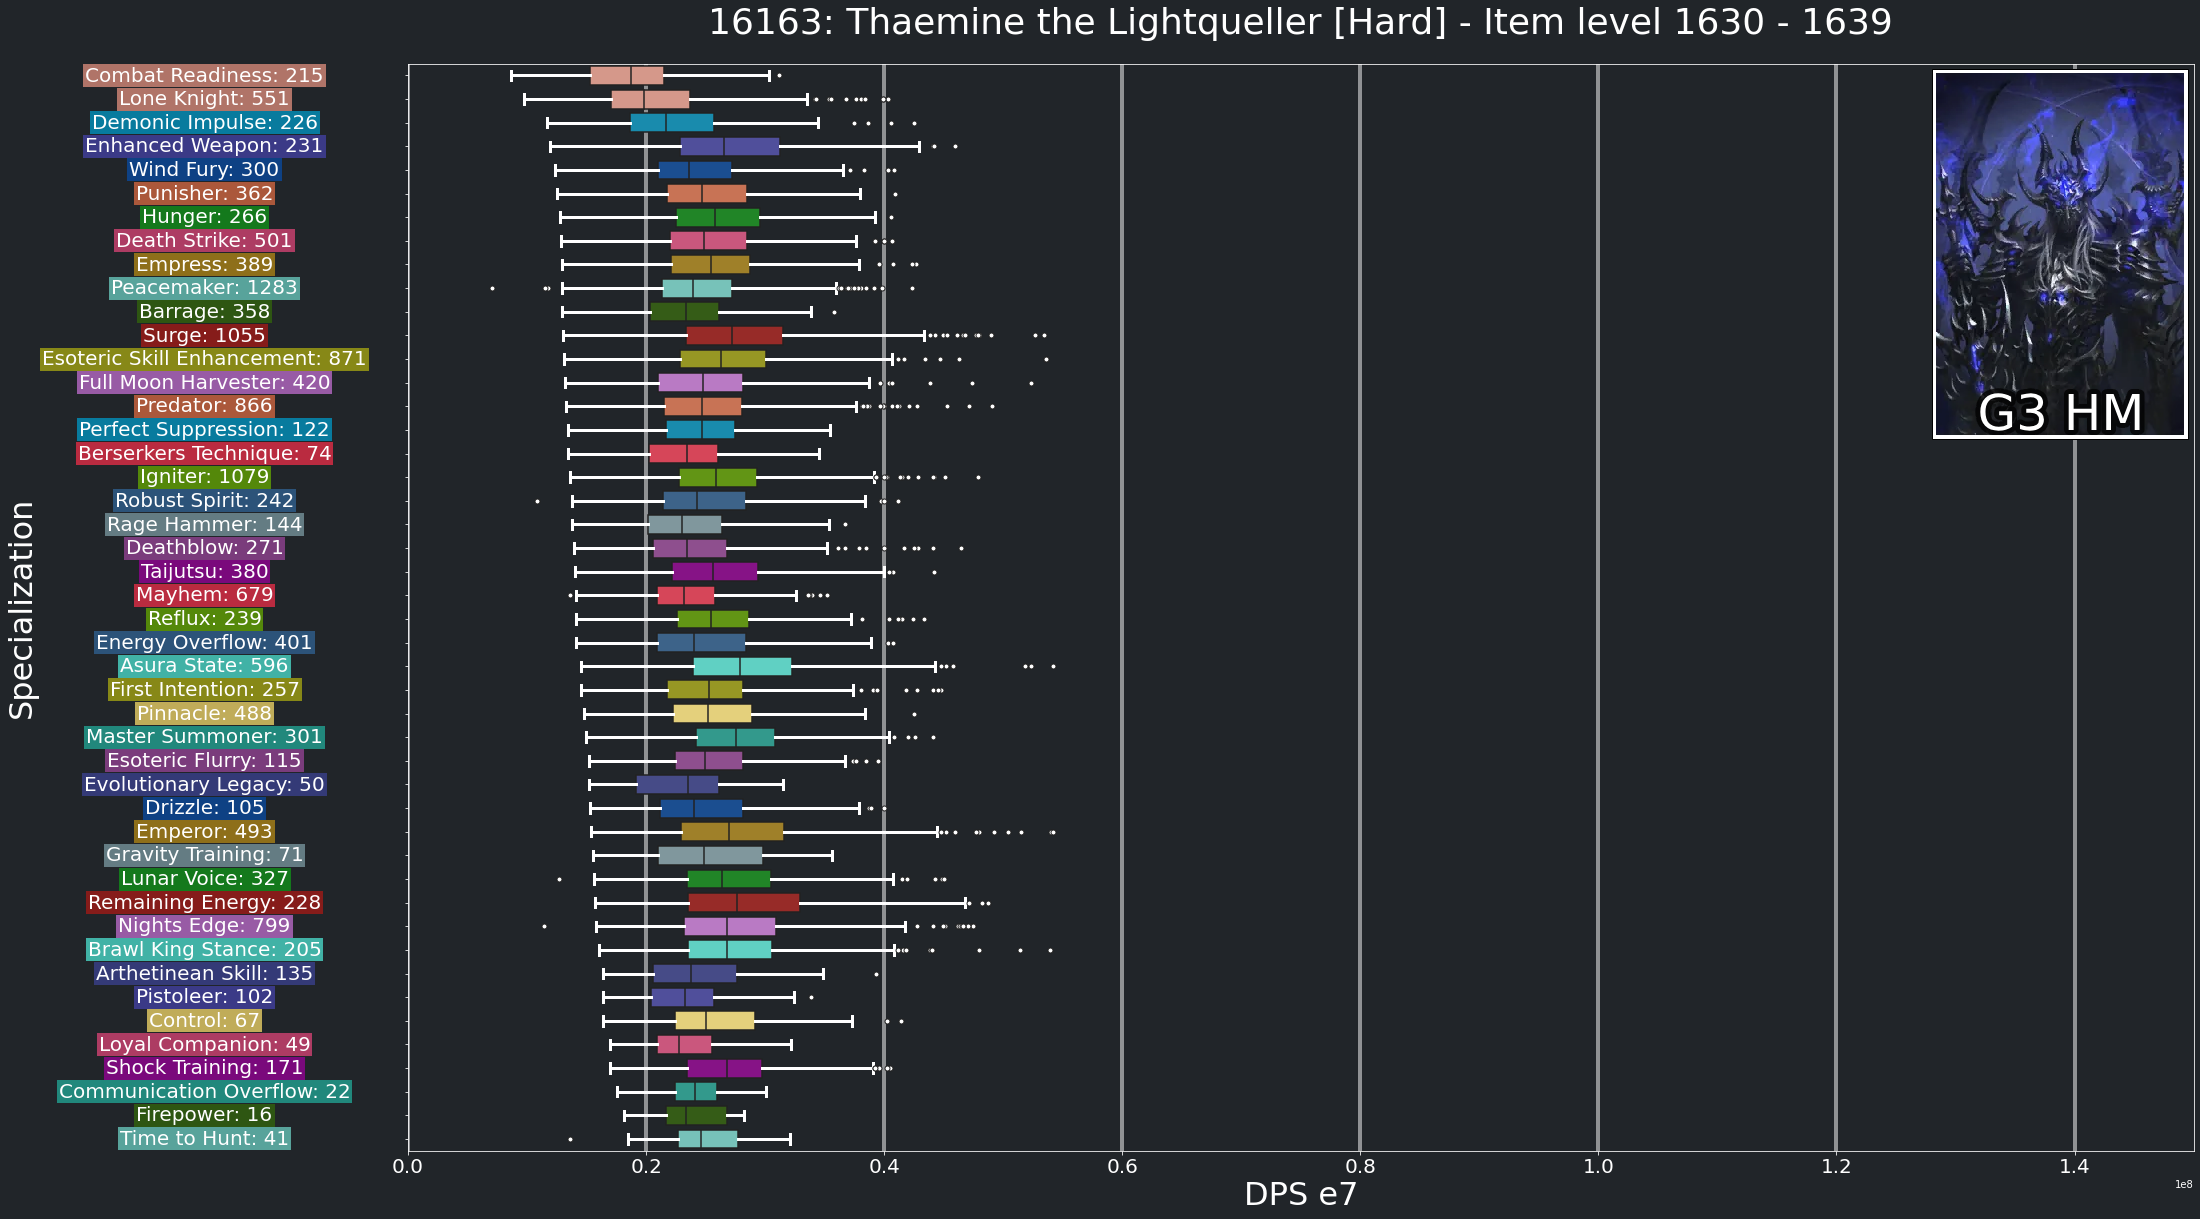 16163: Thaemine the Lightqueller [Hard] - Item level 1630 - 1639
Combat Readiness: 215
Lone Knight: 551
Demonic Impulse: 226
Enhanced Weapon: 231
Wind Fury: 300
Punisher: 362
Hunger: 266
Death Strike: 501
Empress: 389
Peacemaker: 1283
Barrage: 358
Surge: 1055
Esoteric Skill Enhancement: 871
Full Moon Harvester: 420
Predator: 866
Perfect Suppression: 122
Berserkers Technique: 74
Igniter: 1079
Robust Spirit: 242
Rage Hammer: 144
Deathblow: 271
Taijutsu: 380
Mayhem: 679
Reflux: 239
Energy Overflow: 401
Asura State: 596
First Intention: 257
Pinnacle: 488
Master Summoner: 301
Esoteric Flurry: 115
Evolutionary Legacy: 50
Drizzle: 105
Emperor: 493
Gravity Training: 71
Lunar Voice: 327
Remaining Energy: 228
Nights Edge: 799
Brawl King Stance: 205
Arthetinean Skill: 135
Pistoleer: 102
Control: 67
Loyal Companion: 49
Shock Training: 171
Communication Overflow: 22
Firepower: 16
Time to Hunt: 41
Specialization
G3 HM
0.0 0.2 0.4 0.6 0.8 1.0 1.2 1.4
1e8
DPS e7